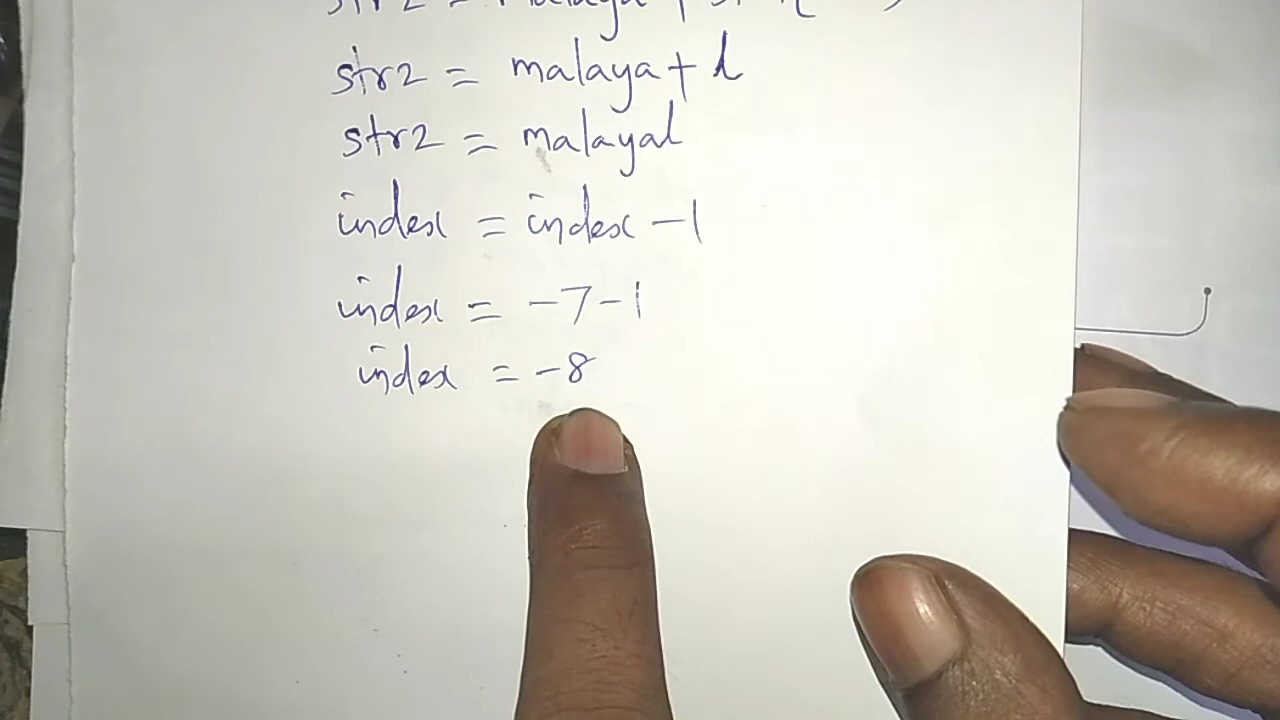 str2 = malaya + l
str2 = malayal
index = index - 1
index = -7-1
index = -8